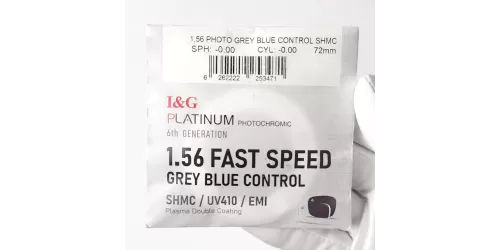 1.56 PHOTO GREY BLUE CONTROL SHMC
SPH: -0.00 CYL: -0.00 72mm
6 262222 253471
I&G
PLATINUM PHOTOCHROMIC
6th GENERATION
1.56 FAST SPEED
GREY BLUE CONTROL
SHMC / UV410 / EMI
Plasma Double Coating